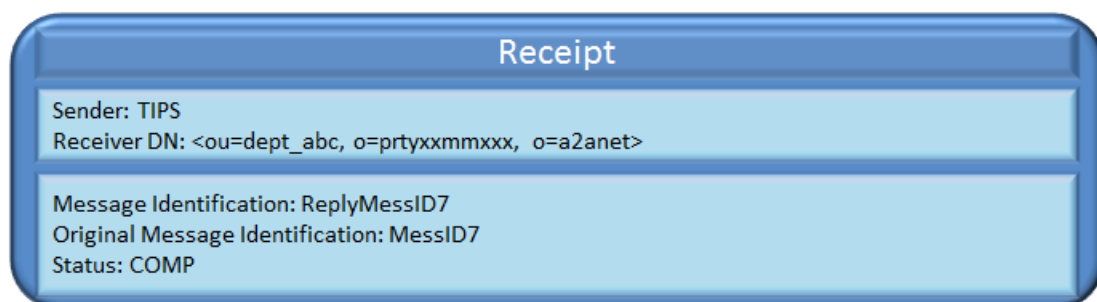 Receipt
Sender: TIPS
Receiver DN: <ou=dept_abc, o=prtyxxmmxxx, o=a2anet>
Message Identification: ReplyMessID7
Original Message Identification: MessID7
Status: COMP